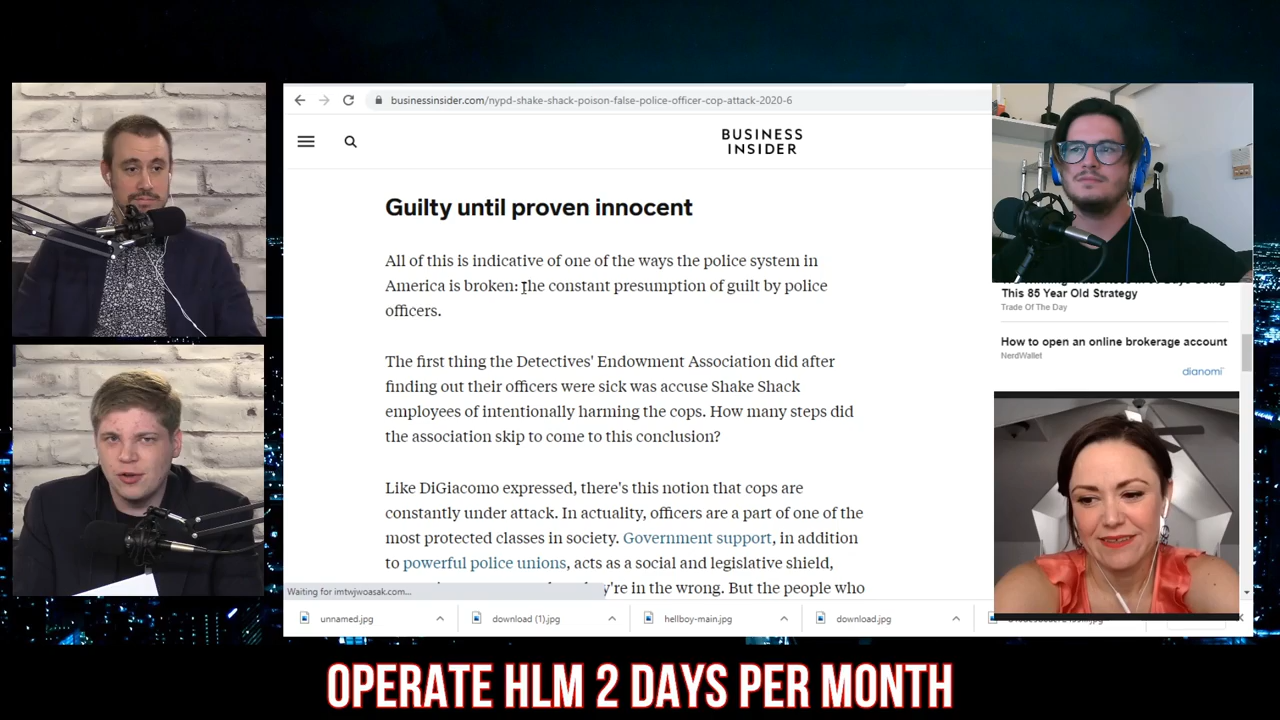 businessinsider.com/nypd-shake-shack-poison-false-police-officer-cop-attack-2020-6
BUSINESS
INSIDER
Guilty until proven innocent
All of this is indicative of one of the ways the police system in
America is broken: the constant presumption of guilt by police
officers.
The first thing the Detectives' Endowment Association did after
finding out their officers were sick was accuse Shake Shack
employees of intentionally harming the cops. How many steps did
the association skip to come to this conclusion?
Like DiGiacomo expressed, there's this notion that cops are
constantly under attack. In actuality, officers are a part of one of the
most protected classes in society. Government support, in addition
to powerful police unions, acts as a social and legislative shield,
they're in the wrong. But the people who
This 85 Year Old Strategy
Trade Of The Day
How to open an online brokerage account
NerdWallet
dianomi
Waiting for imtwjwoasak.com...
unnamed.jpg
download (1).jpg
hellboy-main.jpg
download.jpg
OPERATE HLM 2 DAYS PER MONTH